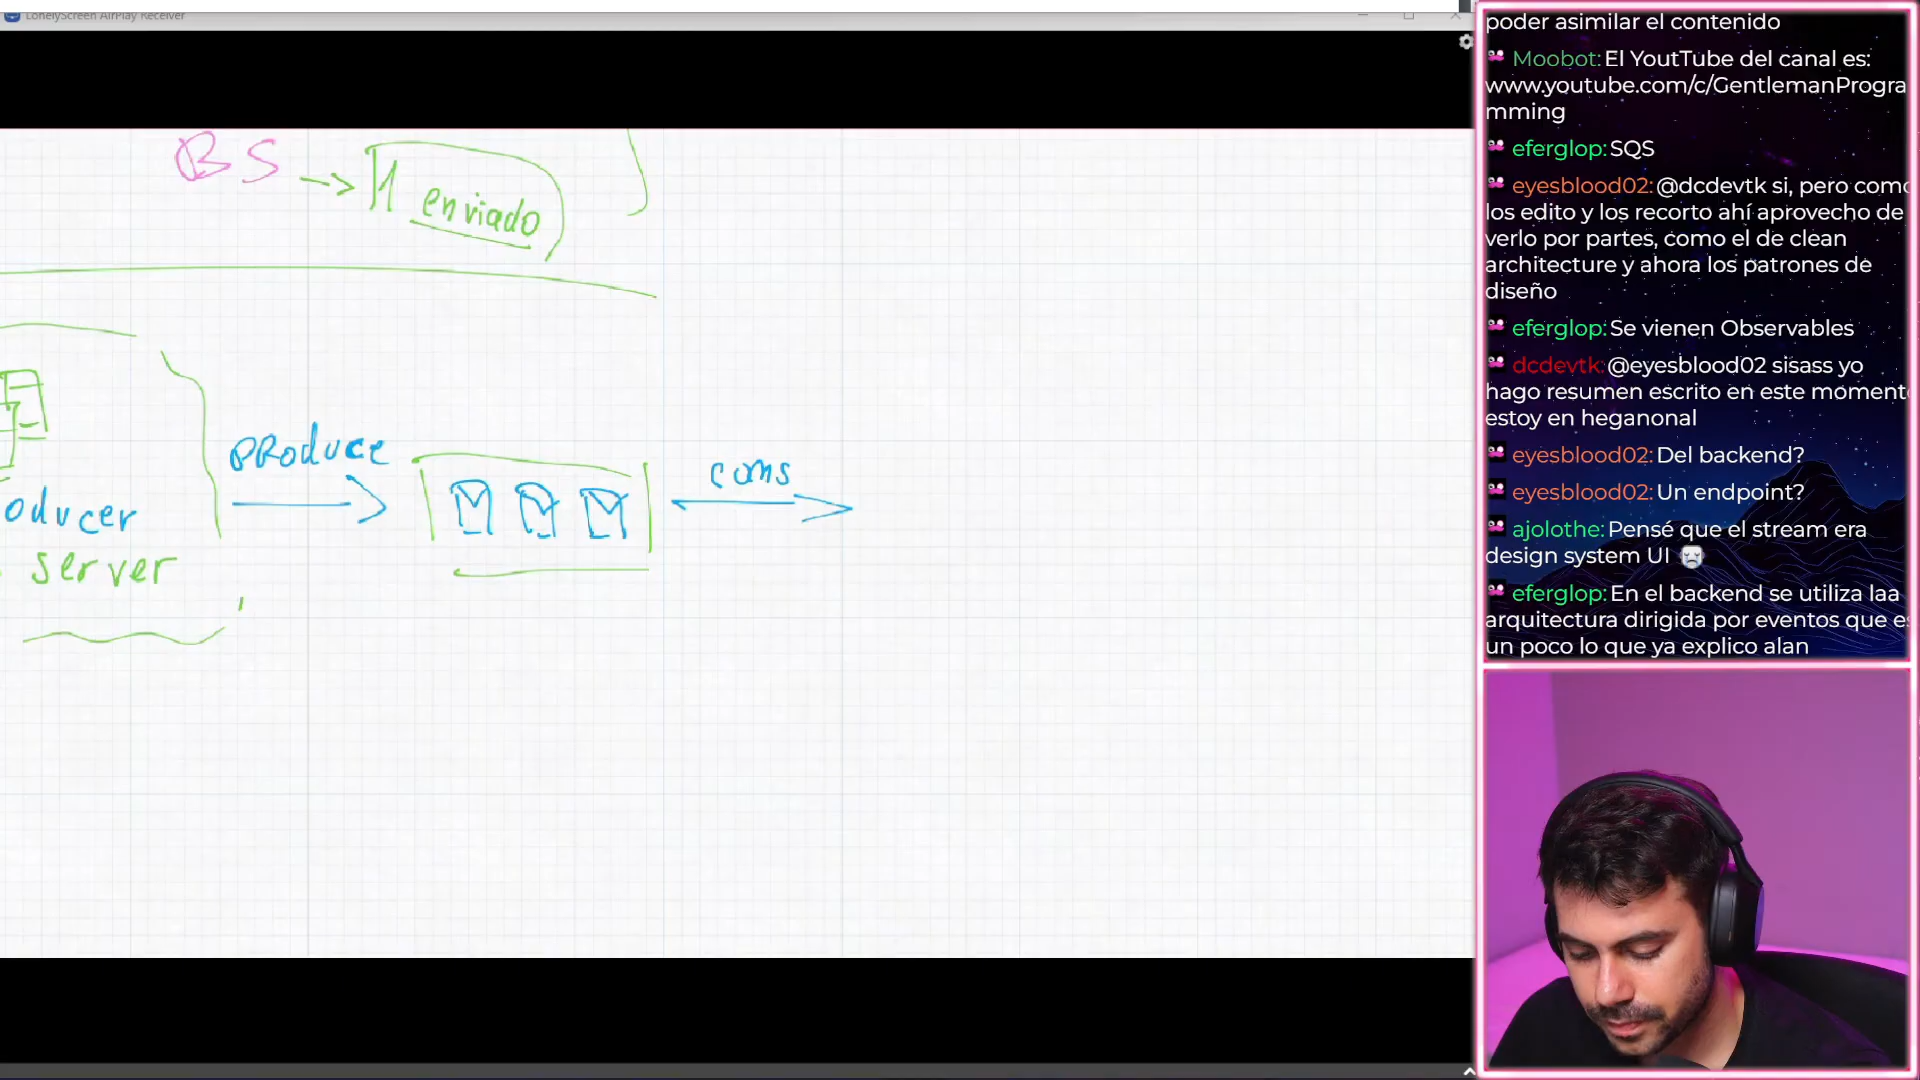 LonelyScreen AirPlay Receiver
BS
1 enviado
PRoduce
cons
oducer
server
poder asimilar el contenido
Moobot: El YoutTube del canal es:
www.youtube.com/c/GentlemanProgra
mming
eferglop: SQS
eyesblood02: @dcdevtk si, pero como
los edito y los recorto ahí aprovecho de
verlo por partes, como el de clean
architecture y ahora los patrones de
diseño
eferglop: Se vienen Observables
dcdevtk: @eyesblood02 sisass yo
hago resumen escrito en este moment
estoy en heganonal
eyesblood02: Del backend?
eyesblood02: Un endpoint?
ajolothe: Pensé que el stream era
design system UI
eferglop: En el backend se utiliza laa
arquitectura dirigida por eventos que es
un poco lo que ya explico alan